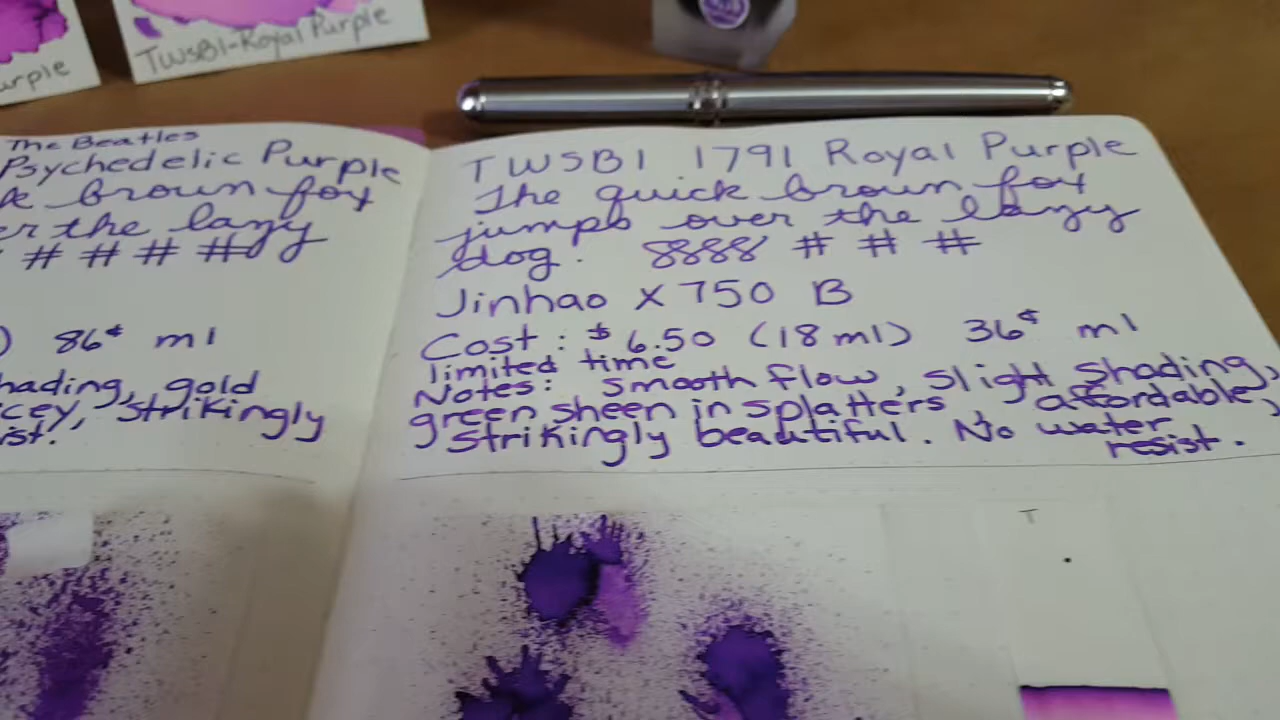 urple
TWSBI-Royal Purple
The Beatles
Psychedelic Purple
brown fox
er the lazy
# # # #
) 86¢ ml
hading, gold
cey, strikingly
ist.
TWSBI 1791 Royal Purple
The quick brown fox
jumps over the lazy
dog. 8888 # # #
Jinhao x 750 B
Cost: $6.50 (18 ml) 36¢ ml
limited time
Notes: smooth flow, slight shading,
green sheen in splatters, affordable,
strikingly beautiful. No water
resist.
T